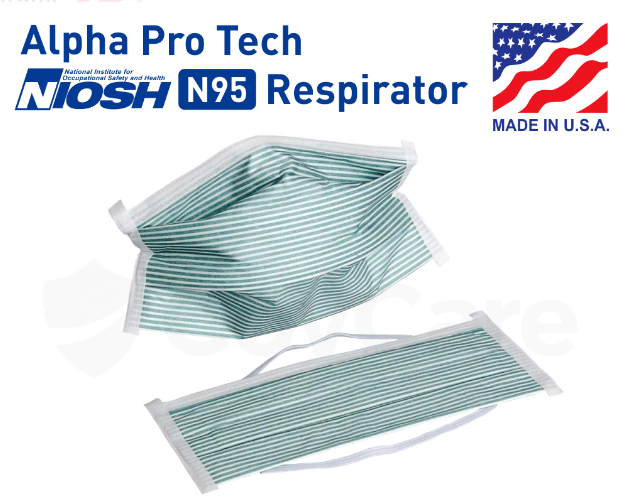 Alpha Pro Tech
National Institute for
Occupational Safety and Health
NIOSH N95 Respirator
MADE IN U.S.A.